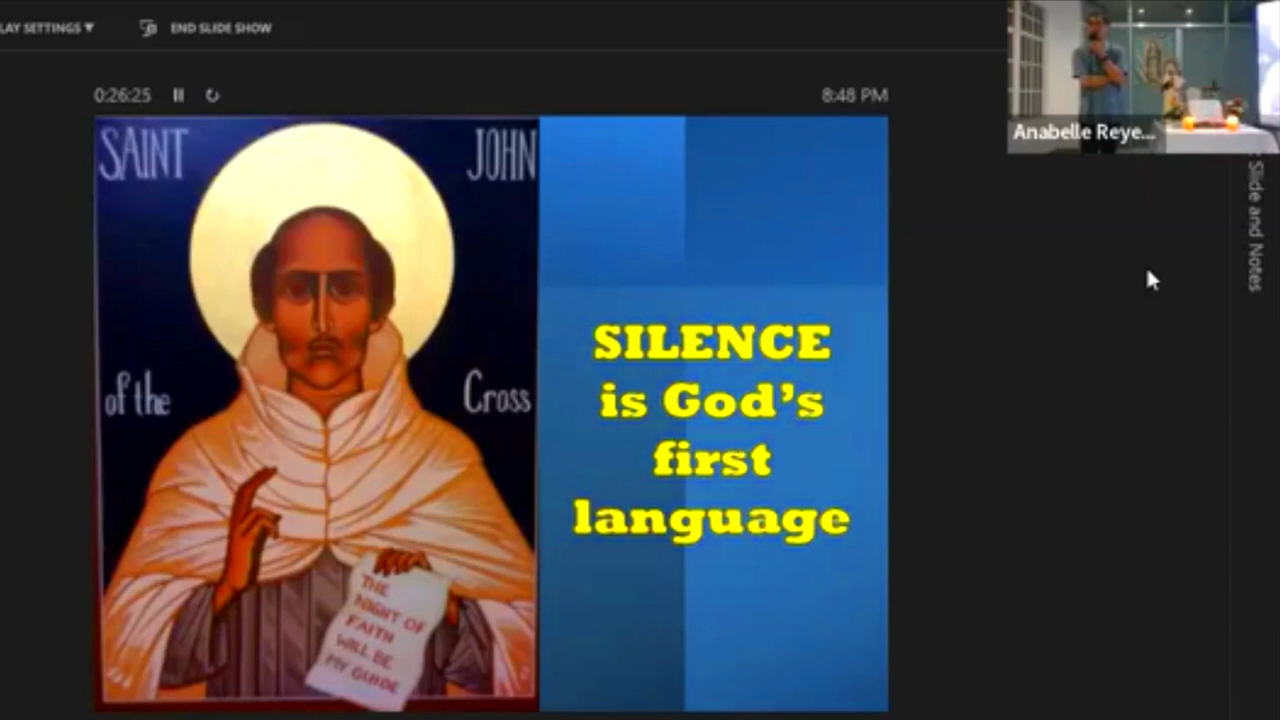 LAY SETTINGS ▼ END SLIDE SHOW
0:26:25 8:48 PM
Anabelle Reye...
Slide and Notes
SAINT JOHN
of the Cross
THE
NIGHT OF
FAITH
WILL BE
MY GUIDE
SILENCE
is God's
first
language